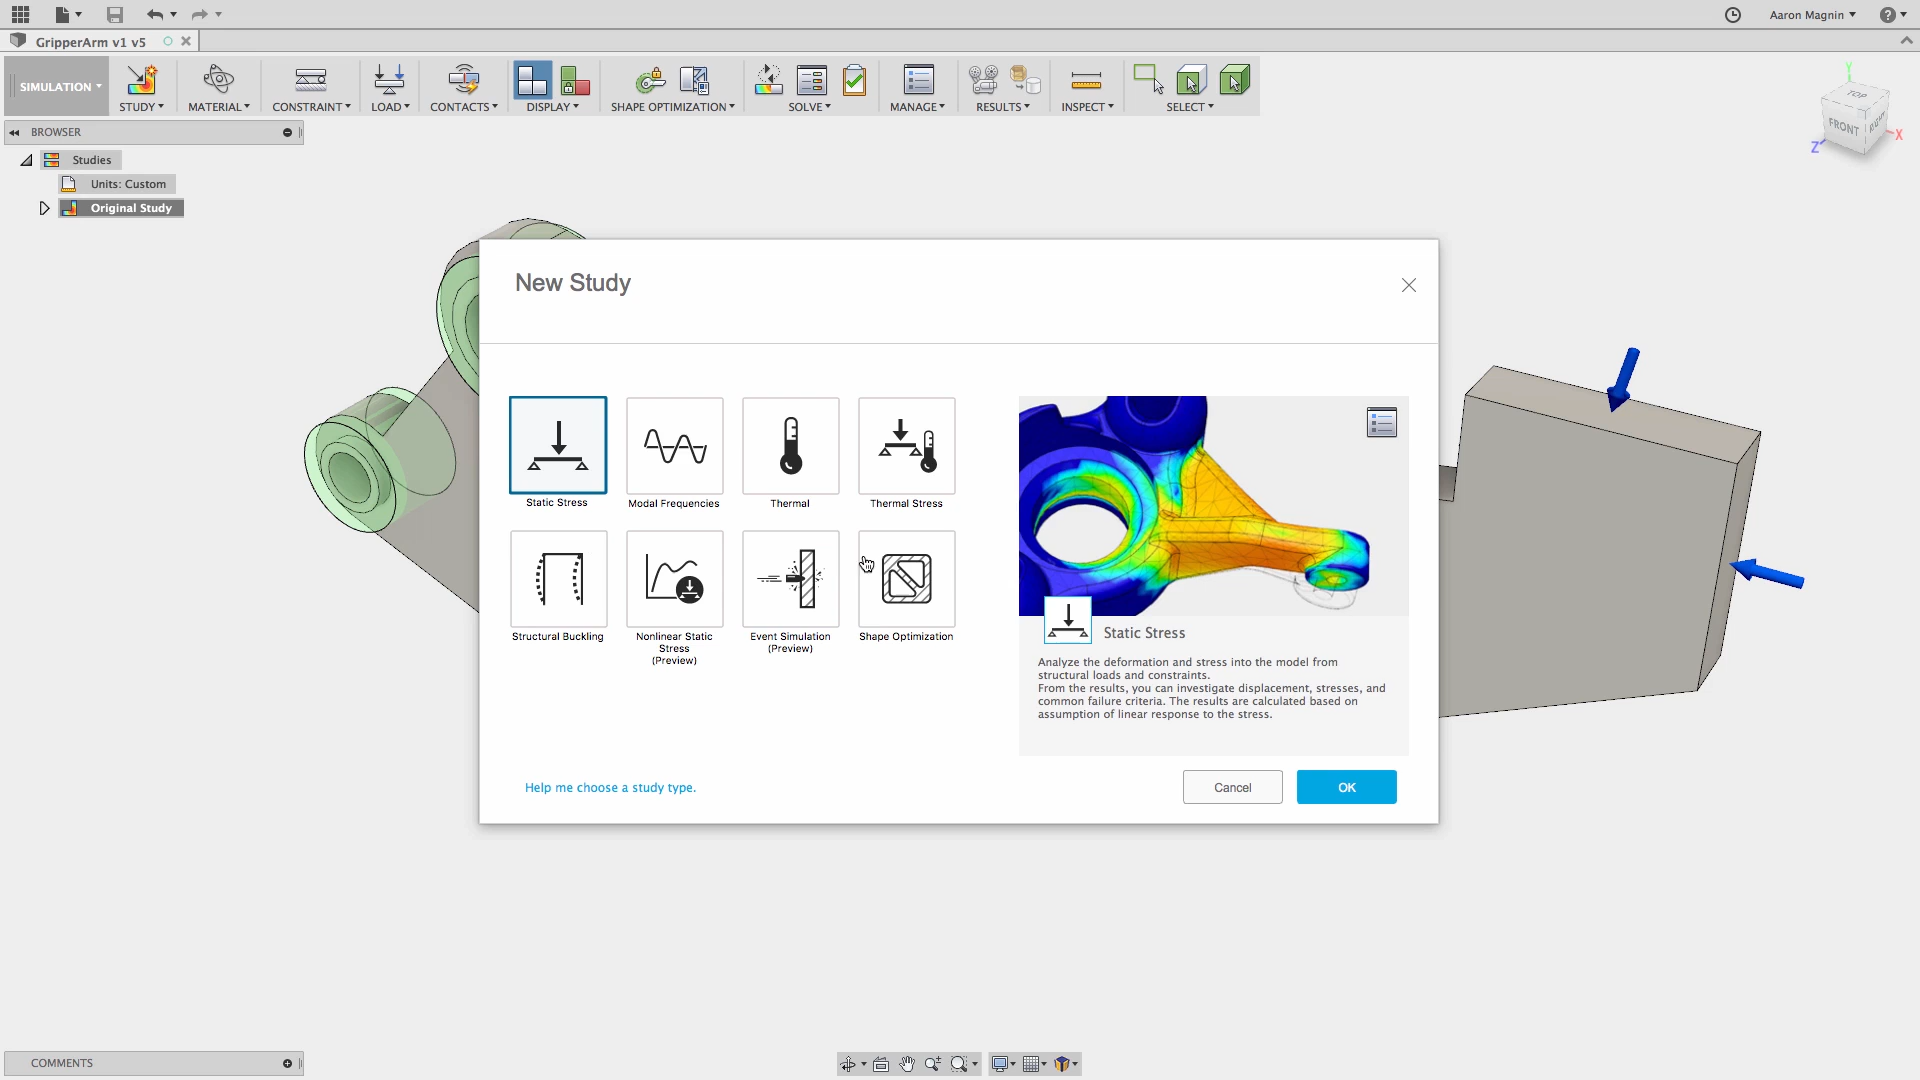 Aaron Magnin
GripperArm v1 v5
SIMULATION
STUDY
MATERIAL
CONSTRAINT
LOAD
CONTACTS
DISPLAY
SHAPE OPTIMIZATION
SOLVE
MANAGE
RESULTS
INSPECT
SELECT
Y
TOP
FRONT
RIGHT
X
Z
BROWSER
Studies
Units: Custom
Original Study
New Study
Static Stress
Modal Frequencies
Thermal
Thermal Stress
Structural Buckling
Nonlinear Static
Stress
(Preview)
Event Simulation
(Preview)
Shape Optimization
Static Stress
Analyze the deformation and stress into the model from
structural loads and constraints.
From the results, you can investigate displacement, stresses, and
common failure criteria. The results are calculated based on
assumption of linear response to the stress.
Help me choose a study type.
Cancel
OK
COMMENTS